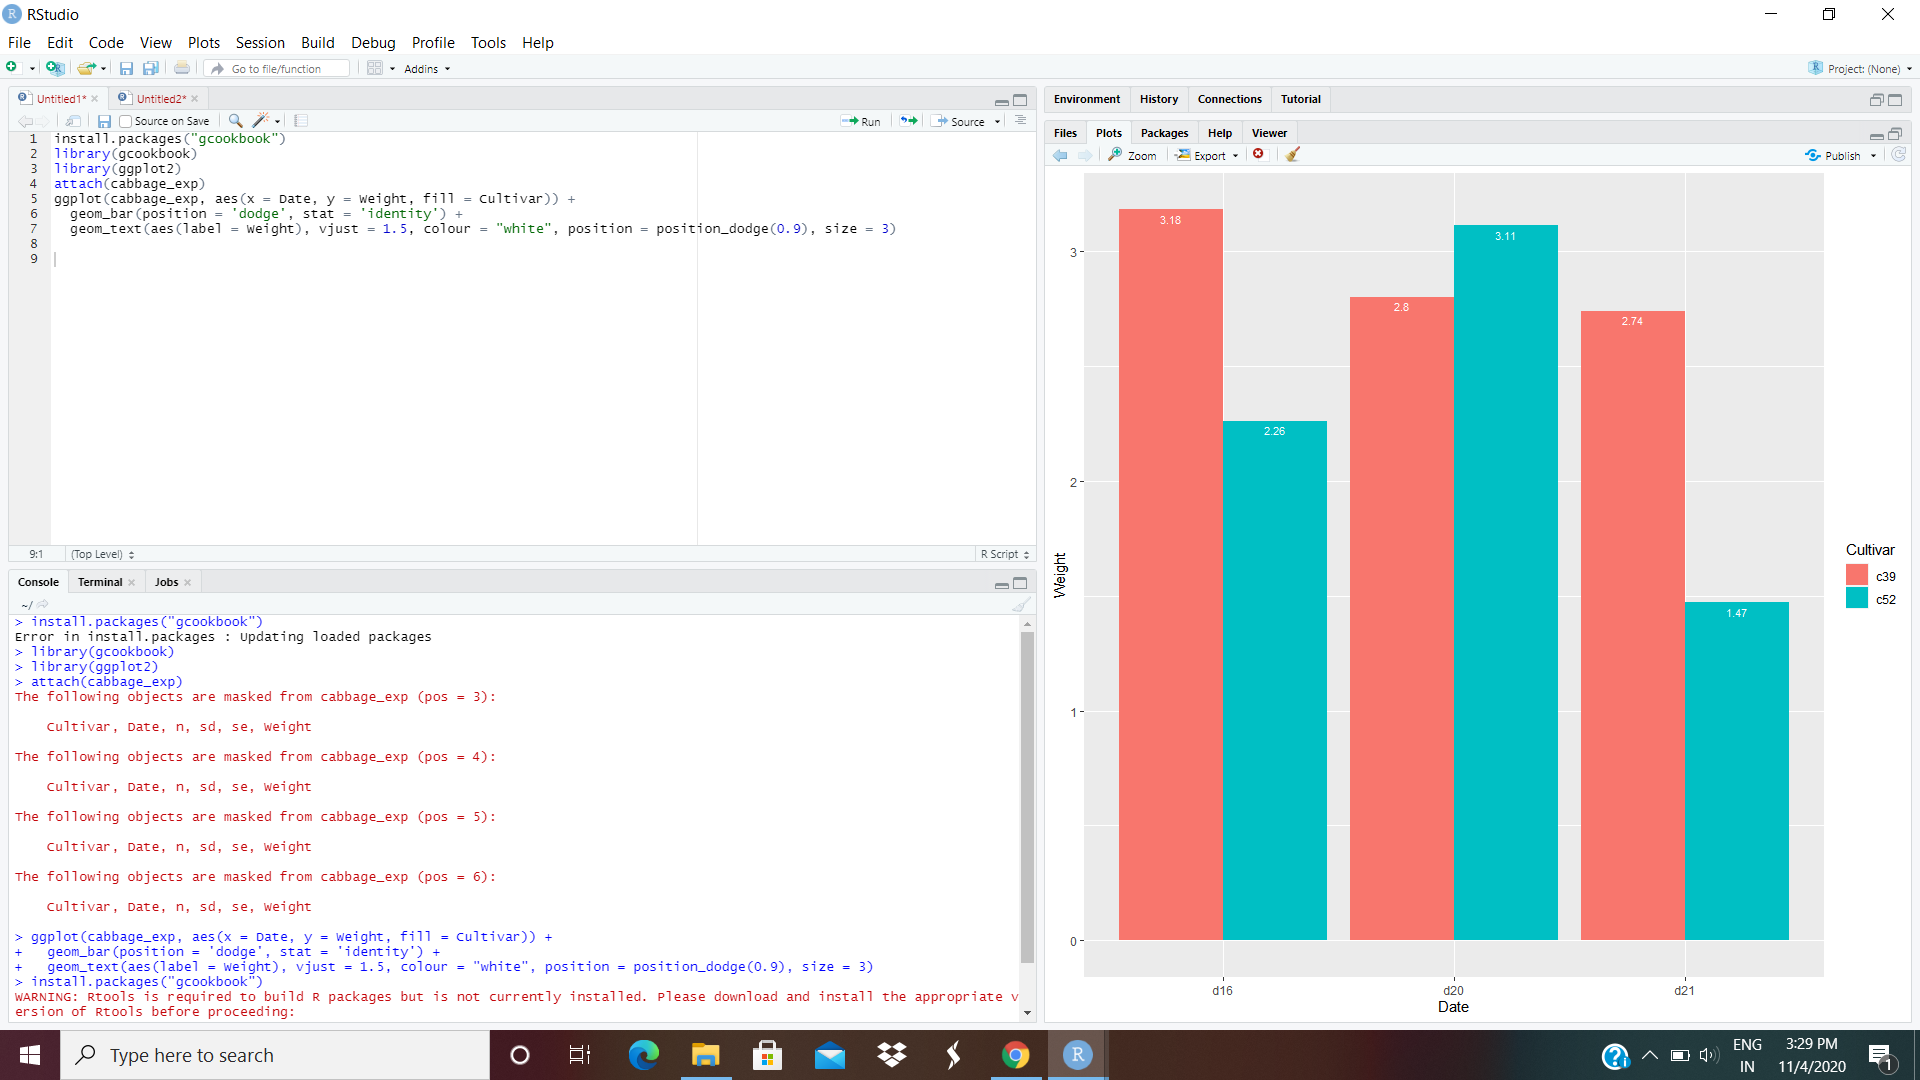 RStudio
File Edit Code View Plots Session Build Debug Profile Tools Help
Go to file/function Addins Project: (None)
Untitled1* Untitled2*
Source on Save Run Source
1 install.packages("gcookbook")
2 library(gcookbook)
3 library(ggplot2)
4 attach(cabbage_exp)
5 ggplot(cabbage_exp, aes(x = Date, y = Weight, fill = Cultivar)) +
6 geom_bar(position = 'dodge', stat = 'identity') +
7 geom_text(aes(label = Weight), vjust = 1.5, colour = "white", position = position_dodge(0.9), size = 3)
8
9
9:1 (Top Level) R Script
Console Terminal Jobs
~/
> install.packages("gcookbook")
Error in install.packages : Updating loaded packages
> library(gcookbook)
> library(ggplot2)
> attach(cabbage_exp)
The following objects are masked from cabbage_exp (pos = 3):
Cultivar, Date, n, sd, se, Weight
The following objects are masked from cabbage_exp (pos = 4):
Cultivar, Date, n, sd, se, Weight
The following objects are masked from cabbage_exp (pos = 5):
Cultivar, Date, n, sd, se, Weight
The following objects are masked from cabbage_exp (pos = 6):
Cultivar, Date, n, sd, se, Weight
> ggplot(cabbage_exp, aes(x = Date, y = Weight, fill = Cultivar)) +
+ geom_bar(position = 'dodge', stat = 'identity') +
+ geom_text(aes(label = Weight), vjust = 1.5, colour = "white", position = position_dodge(0.9), size = 3)
> install.packages("gcookbook")
WARNING: Rtools is required to build R packages but is not currently installed. Please download and install the appropriate v
ersion of Rtools before proceeding:
Environment History Connections Tutorial
Files Plots Packages Help Viewer
Zoom Export Publish
3.18
3.11
3
2.8
2.74
2.26
2
Weight
Cultivar
c39
c52
1.47
1
0
d16 d20 d21
Date
Type here to search
ENG
IN
3:29 PM
11/4/2020
1